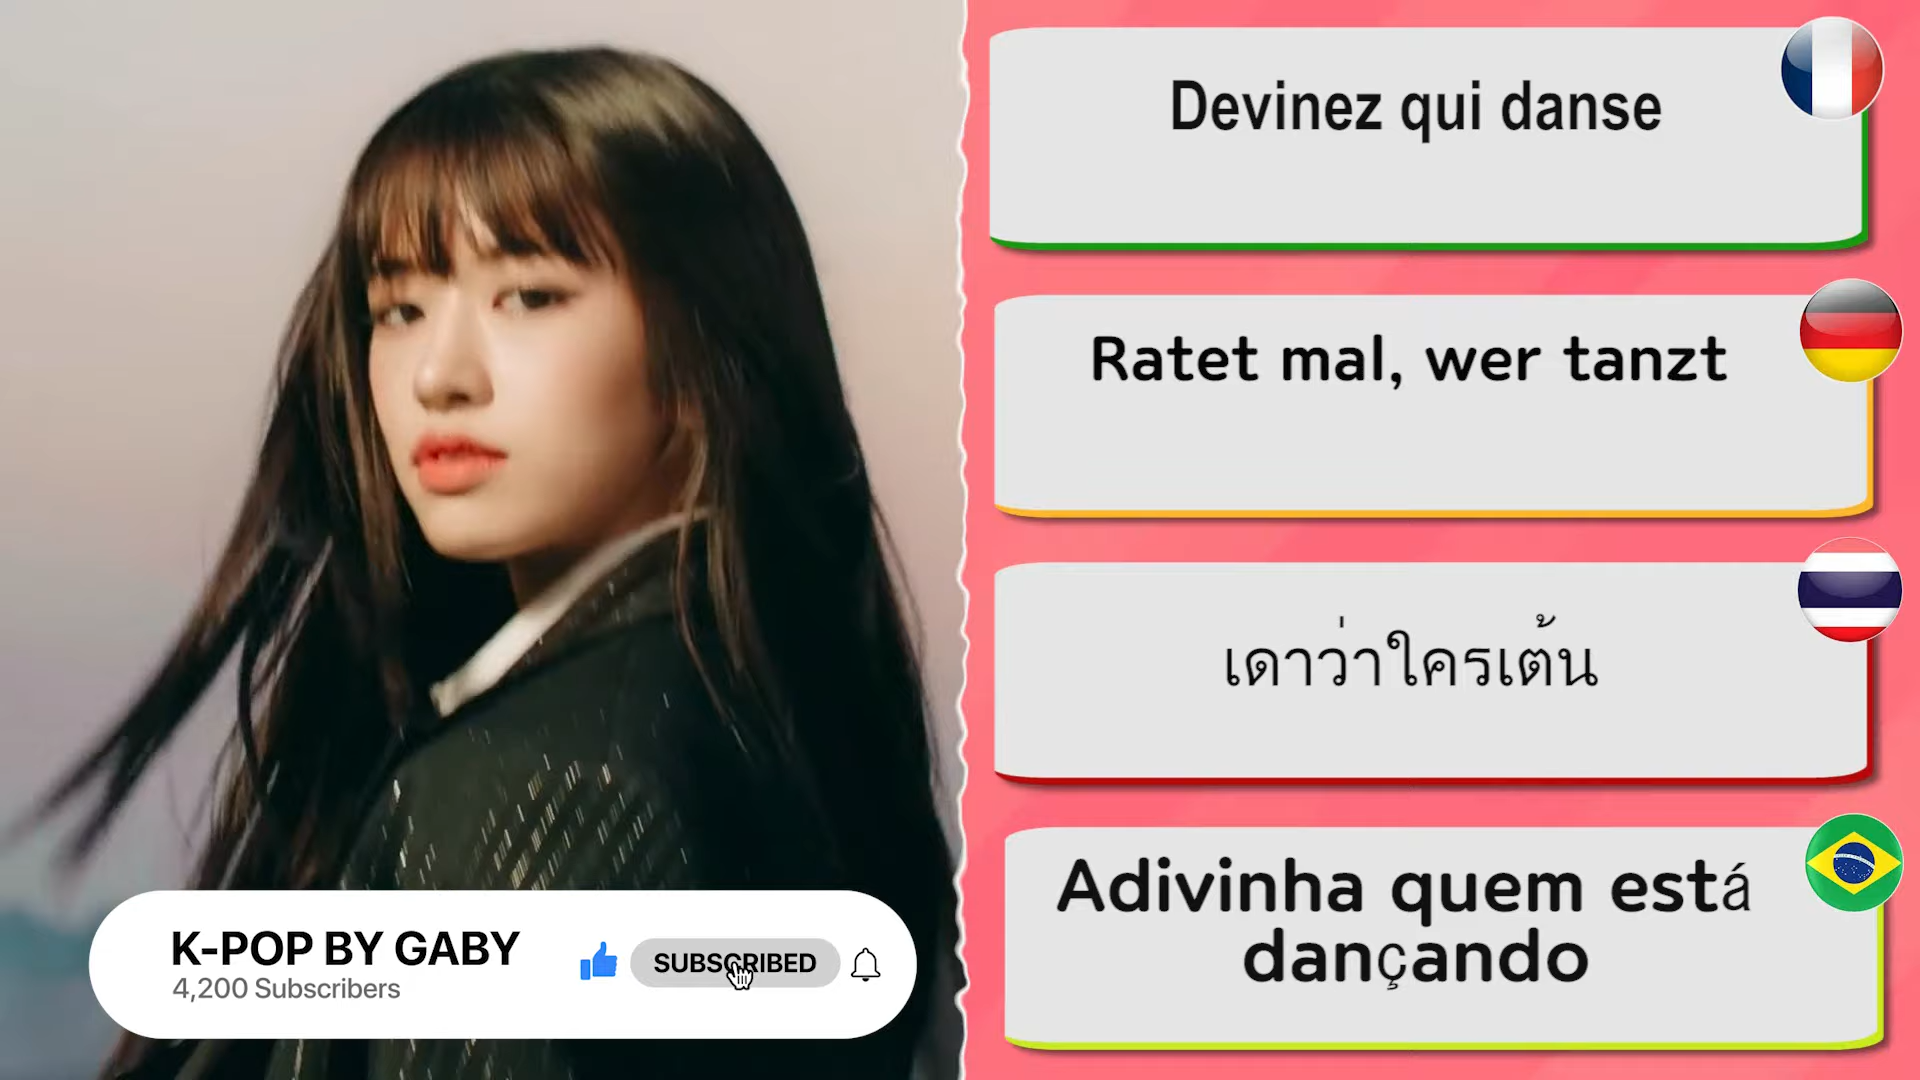 Devinez qui danse
Ratet mal, wer tanzt
เดาว่าใครเต้น
Adivinha quem está
dançando
K-POP BY GABY
4,200 Subscribers
SUBSCRIBED